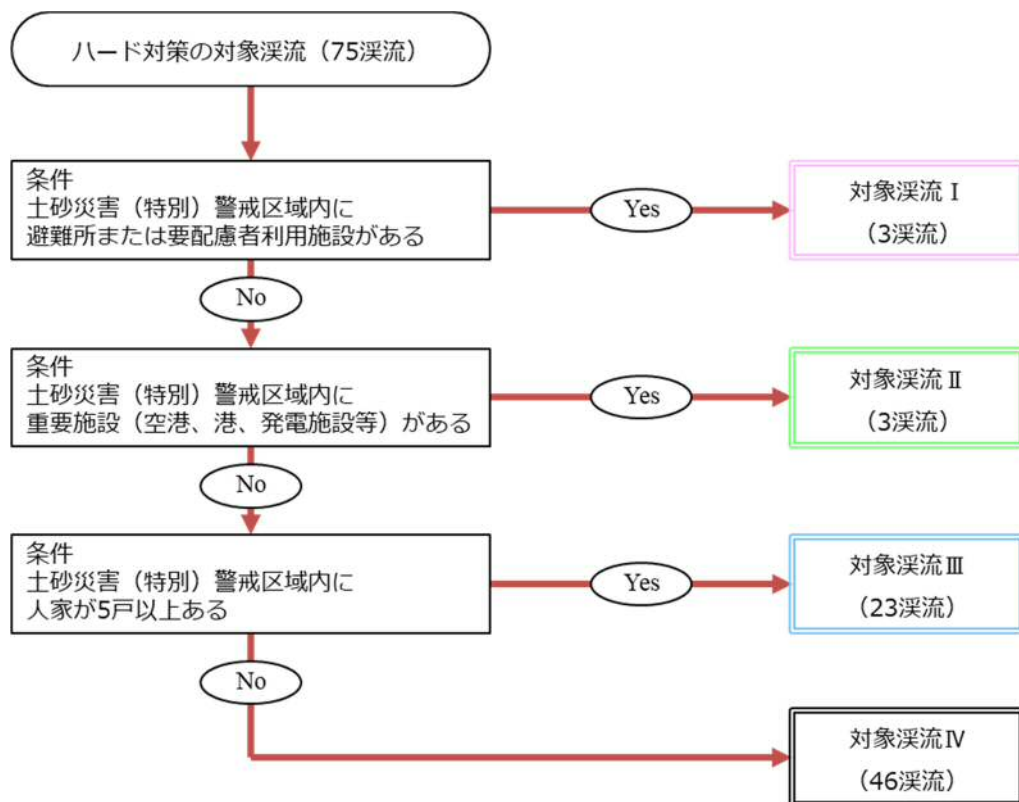 ハード対策の対象渓流（75渓流）
条件
土砂災害（特別）警戒区域内に
避難所または要配慮者利用施設がある
Yes
対象渓流Ⅰ
（3渓流）
No
条件
土砂災害（特別）警戒区域内に
重要施設（空港、港、発電施設等）がある
Yes
対象渓流Ⅱ
（3渓流）
No
条件
土砂災害（特別）警戒区域内に
人家が5戸以上ある
Yes
対象渓流Ⅲ
（23渓流）
No
対象渓流Ⅳ
（46渓流）